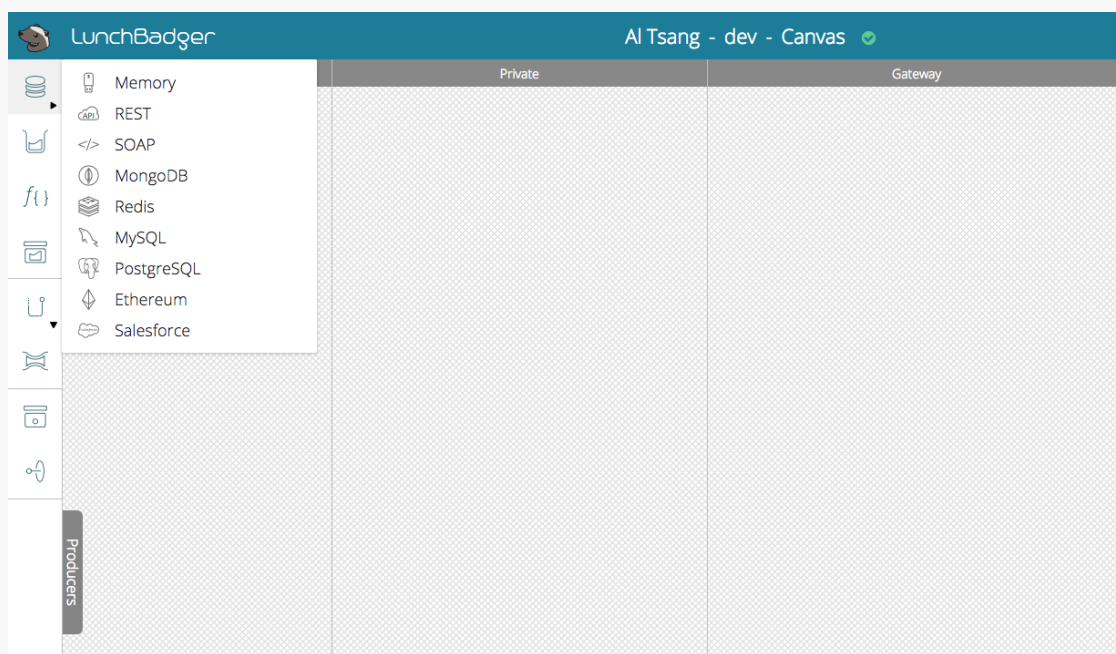 LunchBadger
Al Tsang - dev - Canvas
Private
Gateway
Memory
API REST
</> SOAP
MongoDB
Redis
MySQL
PostgreSQL
Ethereum
Salesforce
f{}
Producers